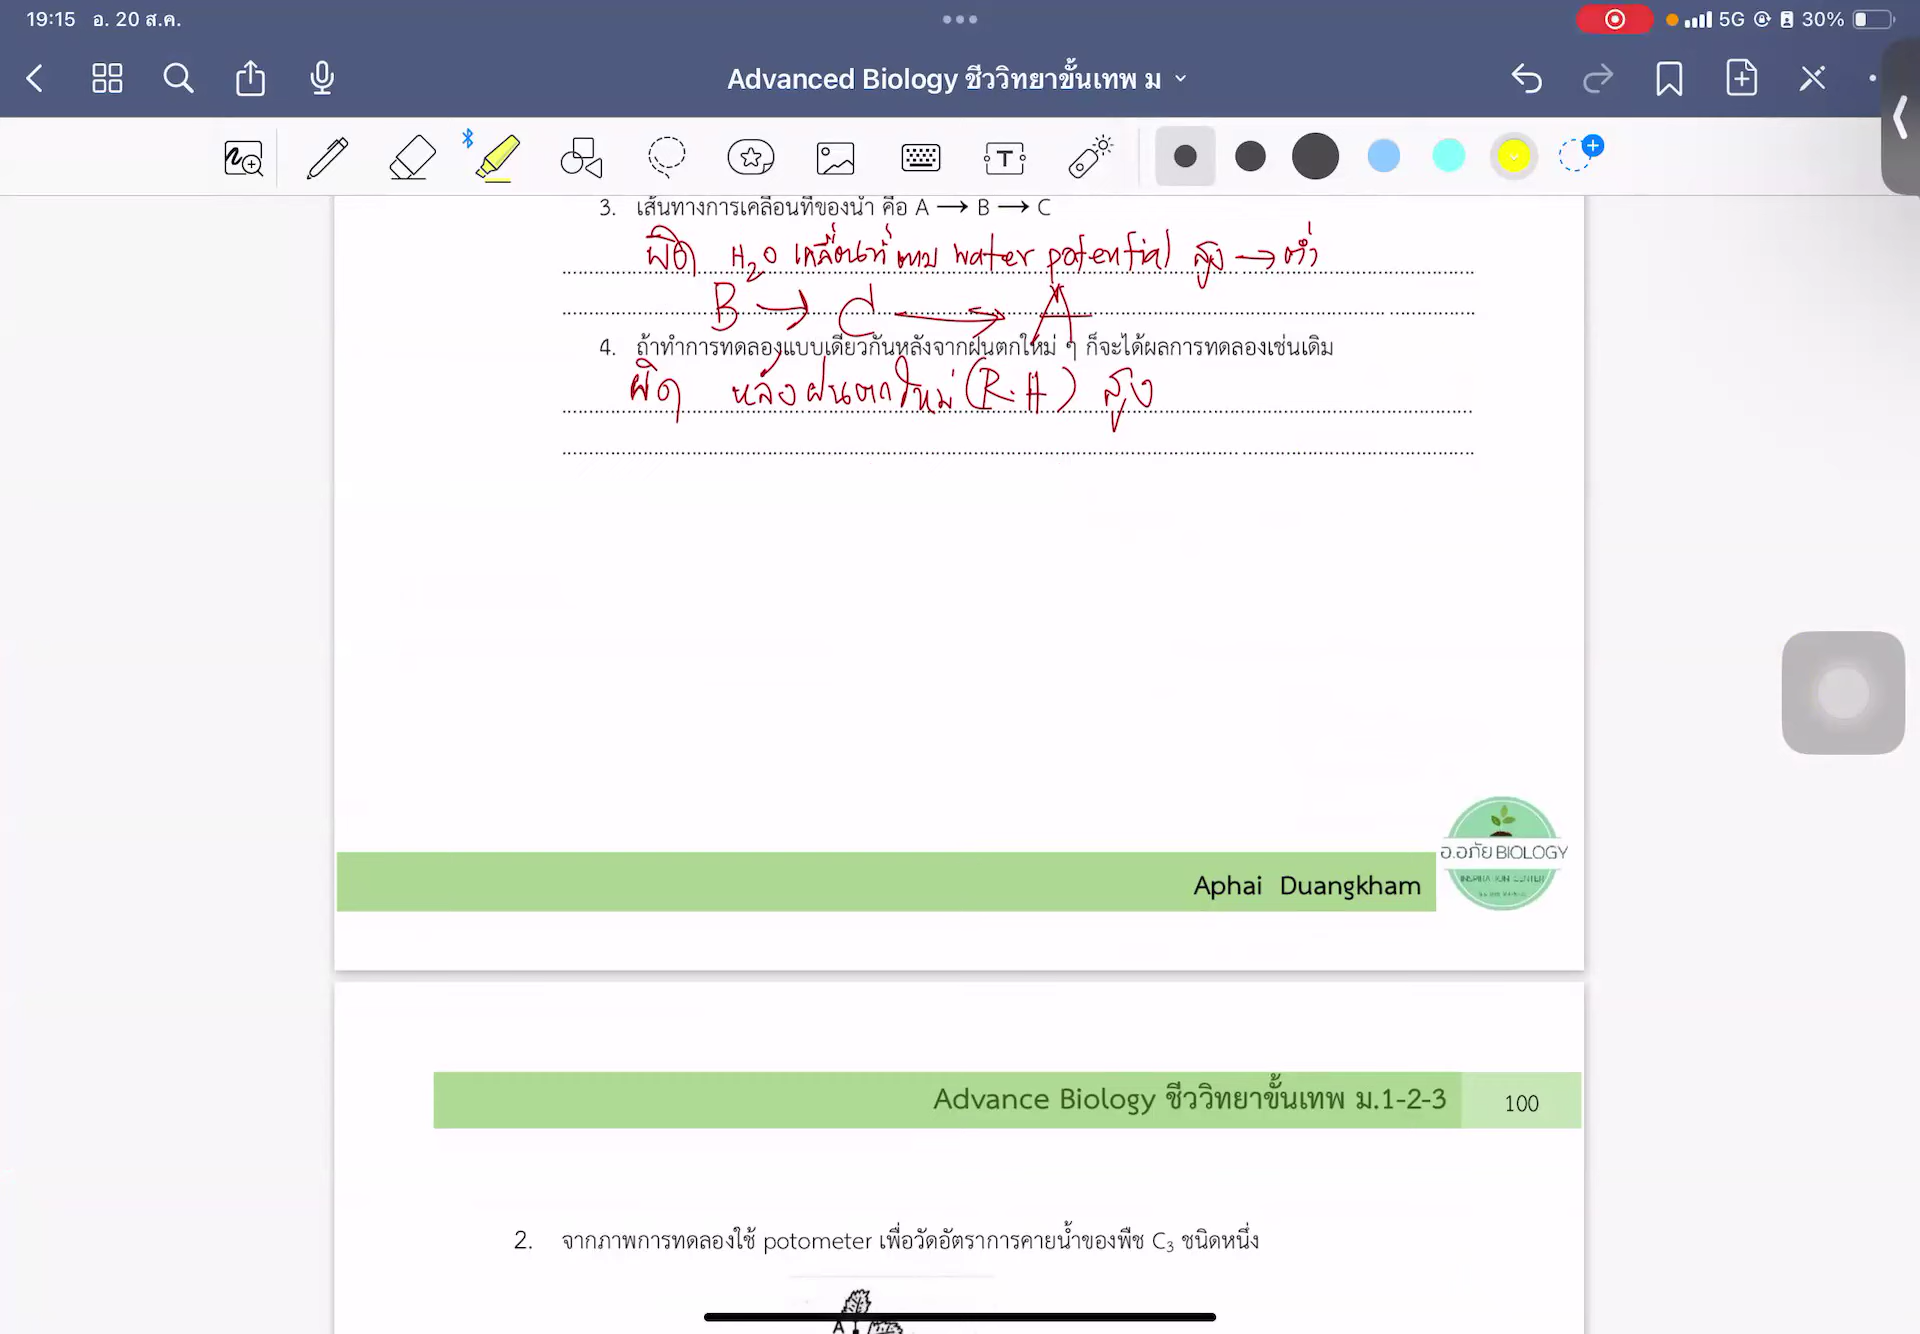 19:15 อ. 20 ส.ค.
5G 30%
Advanced Biology ชีววิทยาขั้นเทพ ม
3. เส้นทางการเคลื่อนที่ของน้ำ คือ A → B → C
ผิด H₂O เคลื่อนที่ ตาม water potential สูง → ต่ำ
B → C → A
4. ถ้าทำการทดลองแบบเดียวกันหลังจากฝนตกใหม่ ๆ ก็จะได้ผลการทดลองเช่นเดิม
ผิด หลังฝนตกใหม่ (R.H) สูง
อ.อภัย BIOLOGY
INSPIRATION CENTER
Aphai Duangkham
Advance Biology ชีววิทยาขั้นเทพ ม.1-2-3 100
2. จากภาพการทดลองใช้ potometer เพื่อวัดอัตราการคายน้ำของพืช C₃ ชนิดหนึ่ง
A